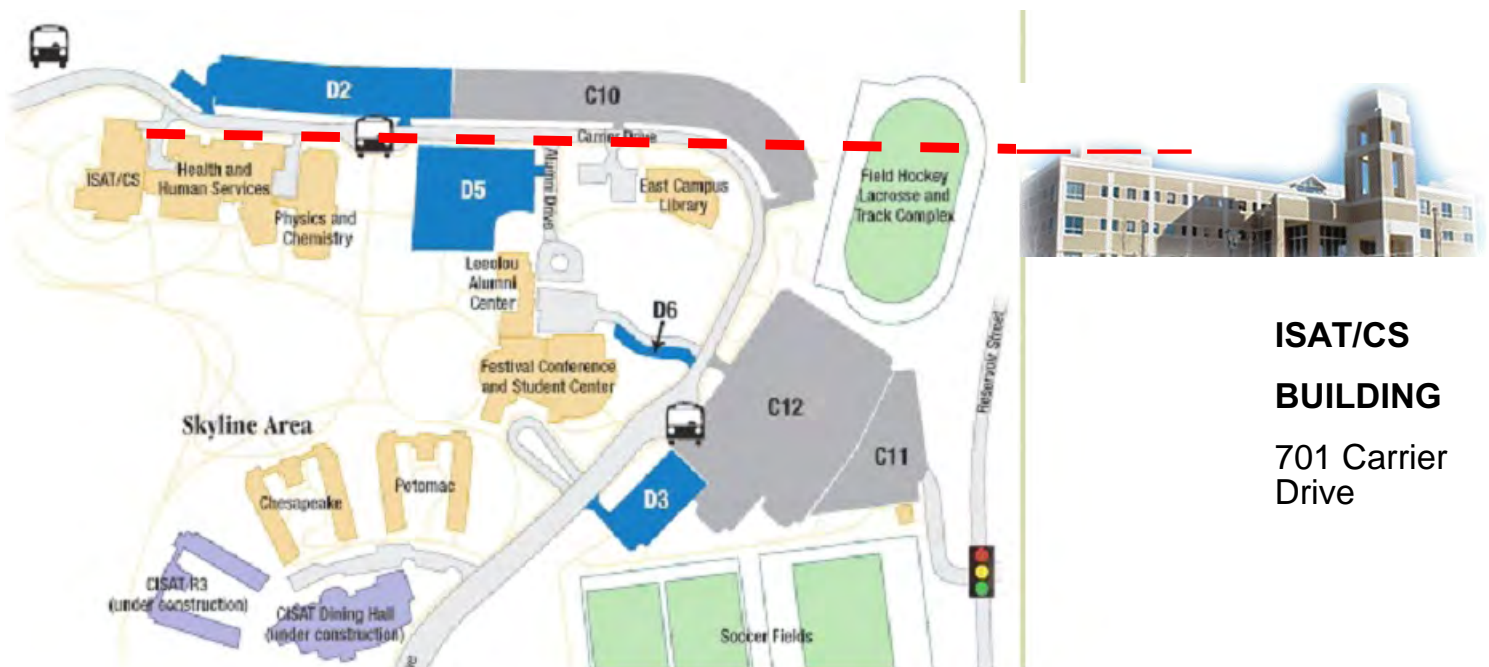 D2
C10
Carrier Drive
ISAT/CS
Health and
Human Services
D5
Alumni Drive
East Campus
Library
Field Hockey
Lacrosse and
Track Complex
Physics and
Chemistry
Leeolou
Alumni
Center
D6
Reservoir Street
ISAT/CS
BUILDING
701 Carrier
Drive
Festival Conference
and Student Center
C12
Skyline Area
C11
Potomac
Chesapeake
D3
CISAT R3
(under construction)
CISAT Dining Hall
(under construction)
Soccer Fields